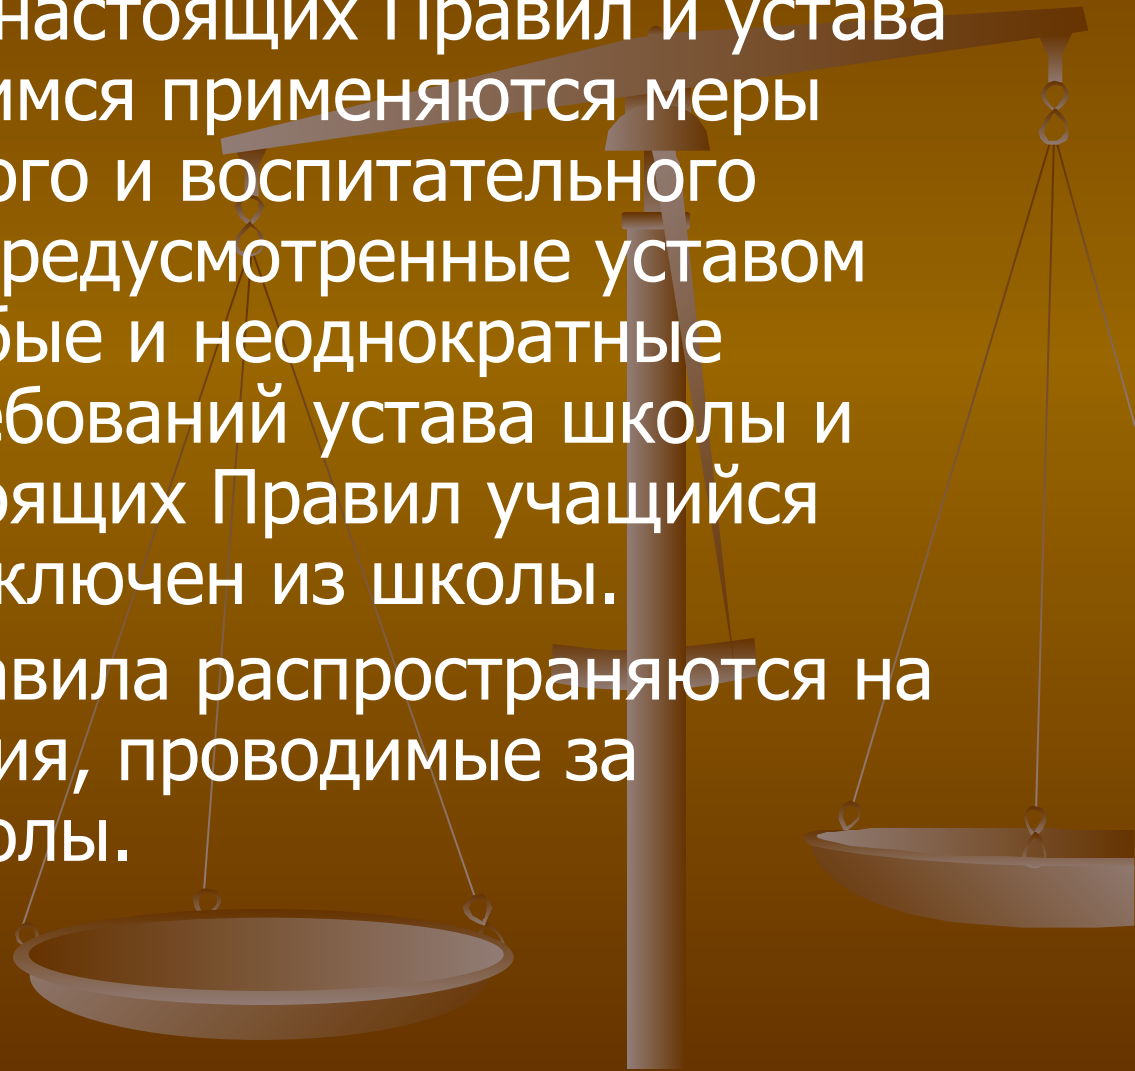 настоящих Правил и устава
имся применяются меры
ого и воспитательного
редусмотренные уставом
бые и неоднократные
ебований устава школы и
оящих Правил учащийся
ключен из школы.
авила распространяются на
ия, проводимые за
олы.